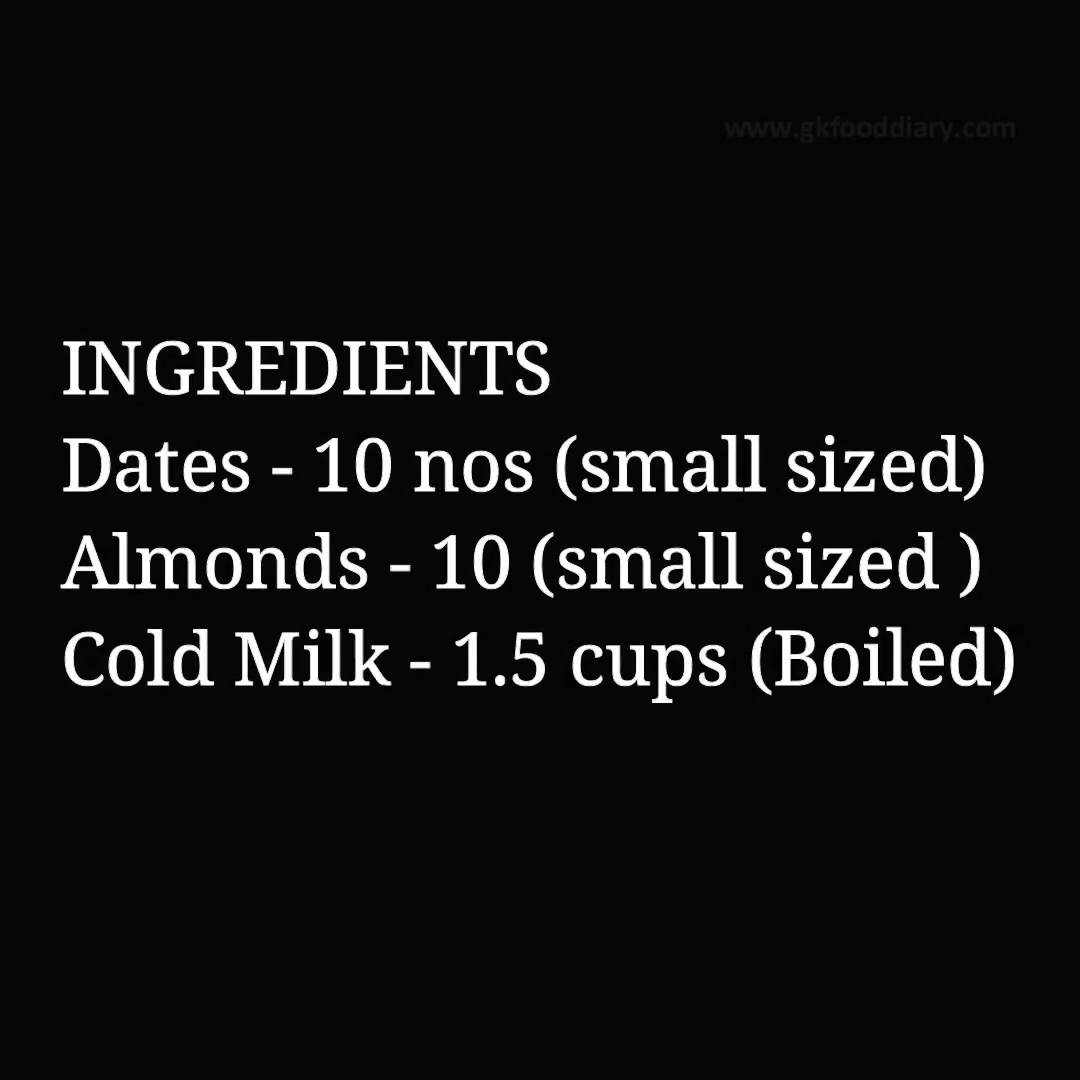 www.gkfooddiary.com
INGREDIENTS
Dates - 10 nos (small sized)
Almonds - 10 (small sized )
Cold Milk - 1.5 cups (Boiled)